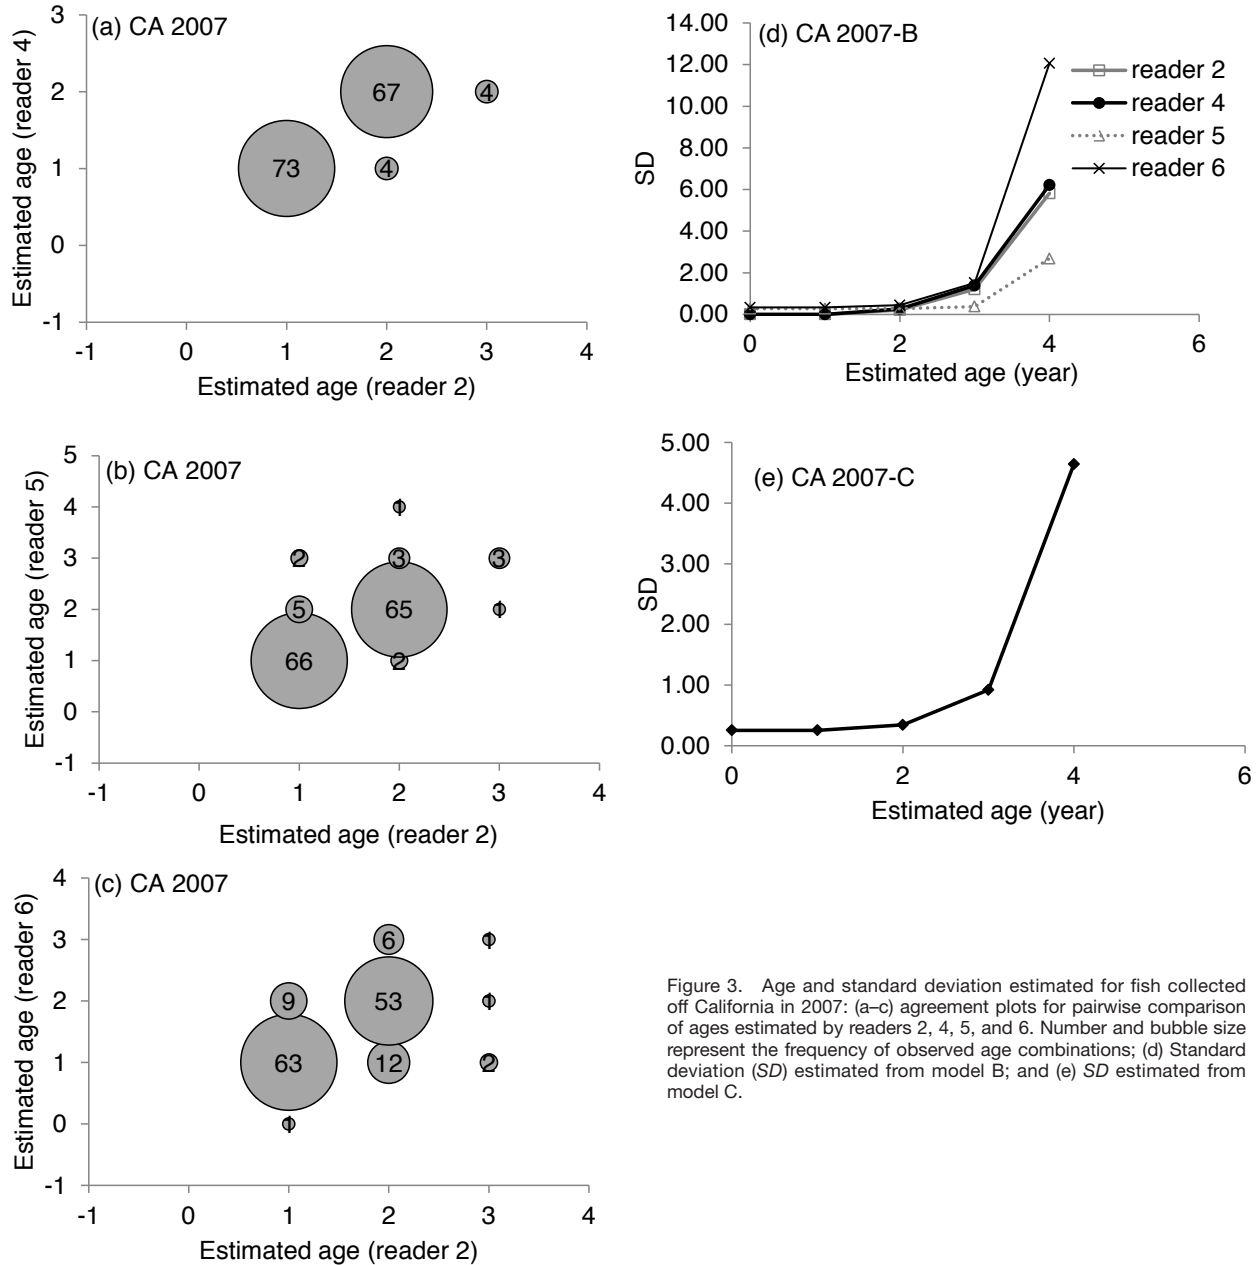 (a) CA 2007
Estimated age (reader 4)
3
2
1
0
-1
67
4
73
4
-1 0 1 2 3 4
Estimated age (reader 2)
(b) CA 2007
Estimated age (reader 5)
5
4
3
2
1
0
-1
1
2 3 3
5 65 1
66 2
-1 0 1 2 3 4
Estimated age (reader 2)
(c) CA 2007
Estimated age (reader 6)
4
3
2
1
0
-1
6 1
9 53 1
63 12 2
1
-1 0 1 2 3 4
Estimated age (reader 2)
(d) CA 2007-B
SD
14.00
12.00
10.00
8.00
6.00
4.00
2.00
0.00
reader 2
reader 4
reader 5
reader 6
0 2 4 6
Estimated age (year)
(e) CA 2007-C
SD
5.00
4.00
3.00
2.00
1.00
0.00
0 2 4 6
Estimated age (year)
Figure 3. Age and standard deviation estimated for fish collected
off California in 2007: (a–c) agreement plots for pairwise comparison
of ages estimated by readers 2, 4, 5, and 6. Number and bubble size
represent the frequency of observed age combinations; (d) Standard
deviation (SD) estimated from model B; and (e) SD estimated from
model C.